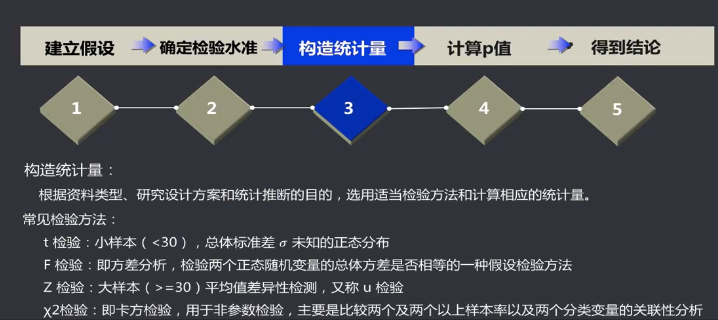 建立假设 确定检验水准 构造统计量 计算p值 得到结论
1 2 3 4 5
构造统计量：
根据资料类型、研究设计方案和统计推断的目的，选用适当检验方法和计算相应的统计量。
常见检验方法：
t 检验：小样本（<30），总体标准差 σ 未知的正态分布
F 检验：即方差分析，检验两个正态随机变量的总体方差是否相等的一种假设检验方法
Z 检验：大样本（>=30）平均值差异性检测，又称 u 检验
χ2检验：即卡方检验，用于非参数检验，主要是比较两个及两个以上样本率以及两个分类变量的关联性分析